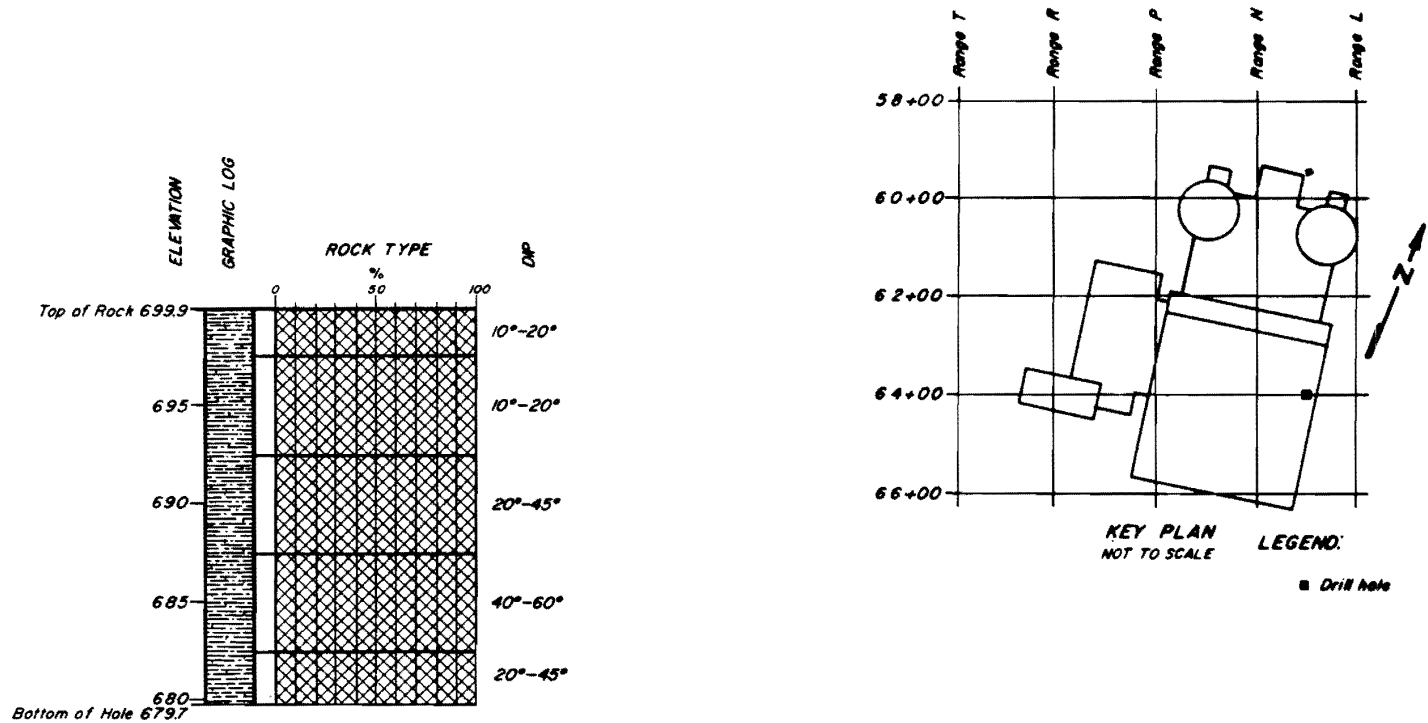 ELEVATION
GRAPHIC LOG
ROCK TYPE
%
DIP
0 50 100
Top of Rock 699.9
10°-20°
695
10°-20°
690
20°-45°
685
40°-60°
20°-45°
680
Bottom of Hole 679.7
Range T
Range R
Range P
Range N
Range L
58+00
60+00
62+00
64+00
66+00
N
KEY PLAN
NOT TO SCALE
LEGEND:
Drill hole